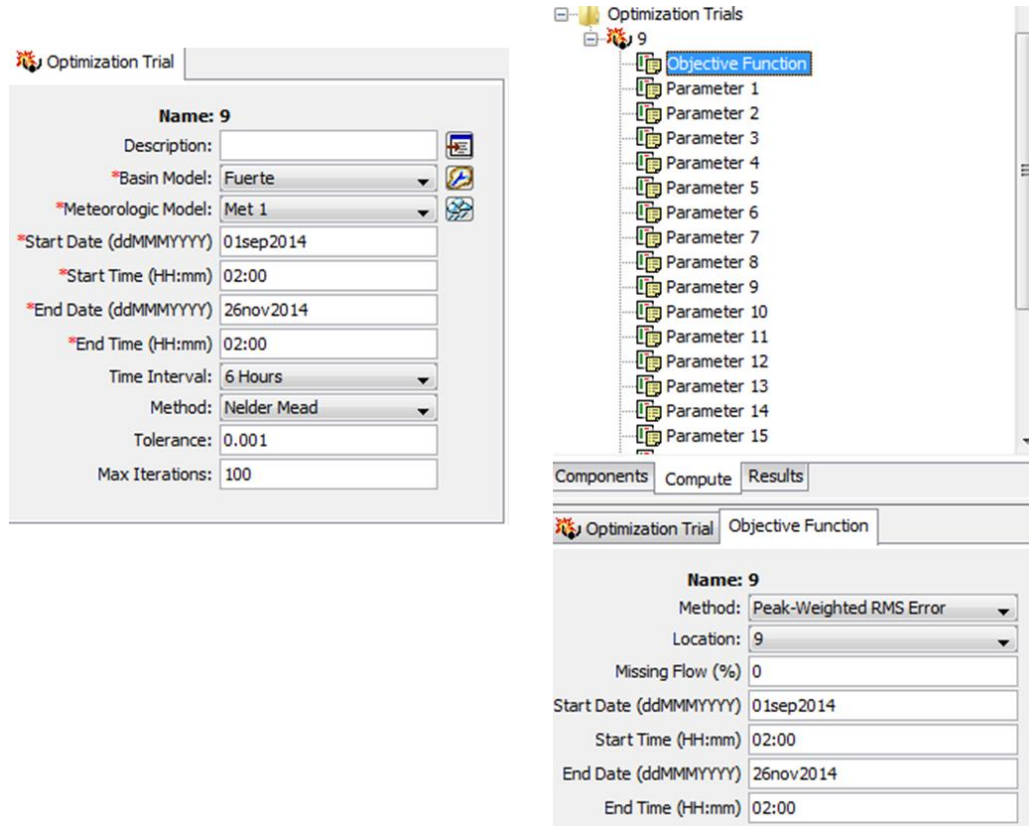 Optimization Trial
Name: 9
Description:
*Basin Model: Fuerte
*Meteorologic Model: Met 1
*Start Date (ddMMMYYYY) 01sep2014
*Start Time (HH:mm) 02:00
*End Date (ddMMMYYYY) 26nov2014
*End Time (HH:mm) 02:00
Time Interval: 6 Hours
Method: Nelder Mead
Tolerance: 0.001
Max Iterations: 100
Optimization Trials
9
Objective Function
Parameter 1
Parameter 2
Parameter 3
Parameter 4
Parameter 5
Parameter 6
Parameter 7
Parameter 8
Parameter 9
Parameter 10
Parameter 11
Parameter 12
Parameter 13
Parameter 14
Parameter 15
Components Compute Results
Optimization Trial Objective Function
Name: 9
Method: Peak-Weighted RMS Error
Location: 9
Missing Flow (%) 0
Start Date (ddMMMYYYY) 01sep2014
Start Time (HH:mm) 02:00
End Date (ddMMMYYYY) 26nov2014
End Time (HH:mm) 02:00